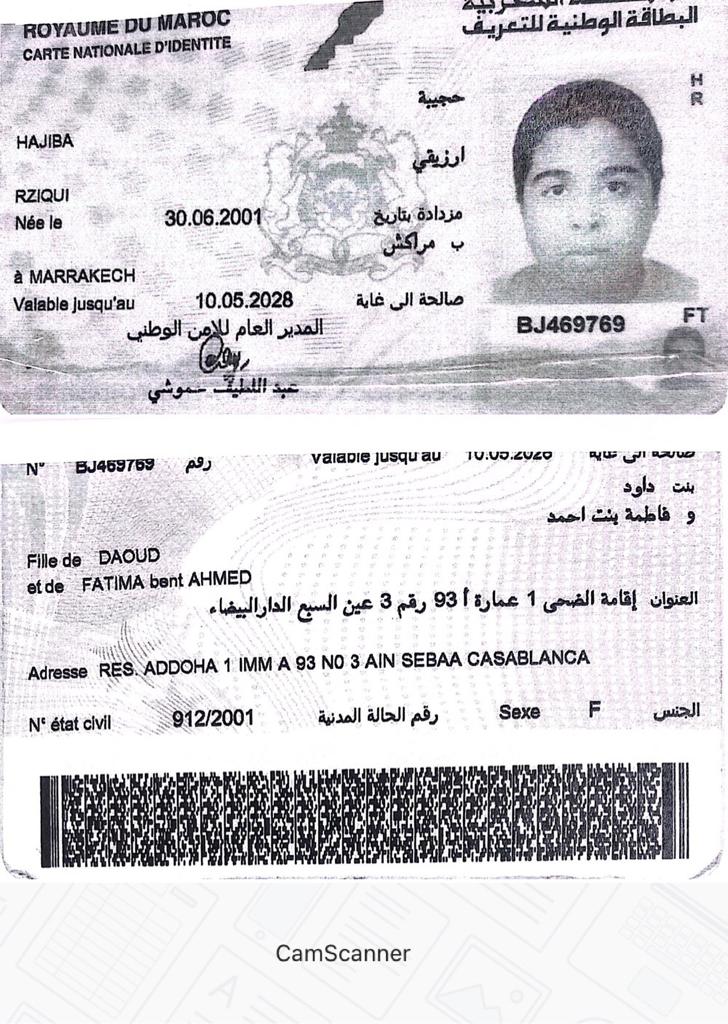 ROYAUME DU MAROC
CARTE NATIONALE D'IDENTITE
البطاقة الوطنية للتعريف
H
R
حجيبة
HAJIBA
ارزيقي
RZIQUI
Née le 30.06.2001 مزدادة بتاريخ
ب مراكش
à MARRAKECH
Valable jusqu'au 10.05.2028 صالحة الى غاية
المدير العام للامن الوطني
عبد اللطيف حموشي
FT
BJ469769
N° BJ469769 رقم Valable jusqu'au 10.05.2028 صالحة الى غاية
بنت داود
و فاطمة بنت احمد
Fille de DAOUD
et de FATIMA bent AHMED
العنوان إقامة الضحى 1 عمارة أ 93 رقم 3 عين السبع الدارالبيضاء
Adresse RES. ADDOHA 1 IMM A 93 N0 3 AIN SEBAA CASABLANCA
N° état civil 912/2001 رقم الحالة المدنية Sexe F الجنس
CamScanner